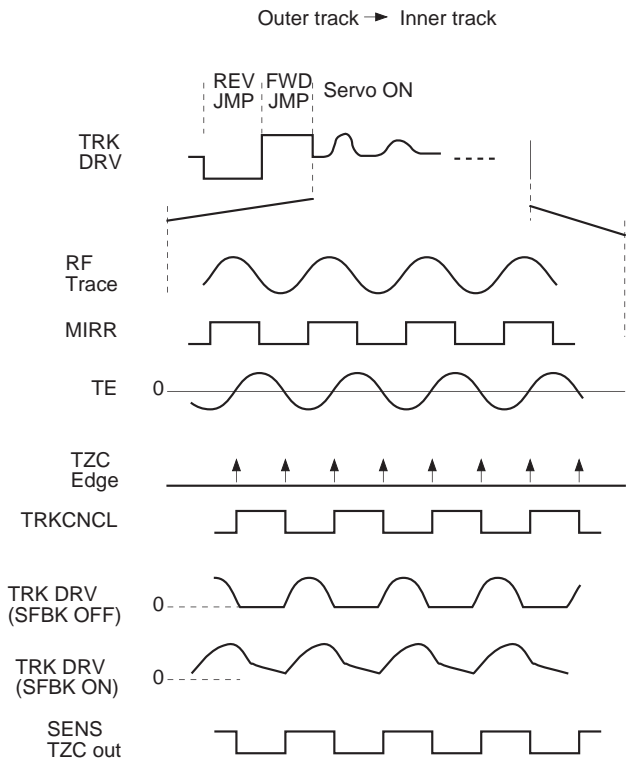 Outer track → Inner track
REV FWD
JMP JMP
Servo ON
TRK
DRV
RF
Trace
MIRR
TE 0
TZC
Edge
TRKCNCL
TRK DRV
(SFBK OFF)
0
TRK DRV
(SFBK ON)
0
SENS
TZC out